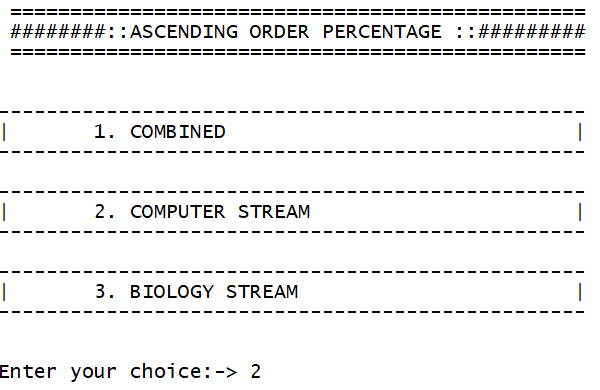 ================================================
########::ASCENDING ORDER PERCENTAGE ::#########
================================================
-------------------------------------------------
|       1. COMBINED                             |
-------------------------------------------------
-------------------------------------------------
|       2. COMPUTER STREAM                      |
-------------------------------------------------
-------------------------------------------------
|       3. BIOLOGY STREAM                       |
-------------------------------------------------
Enter your choice:-> 2